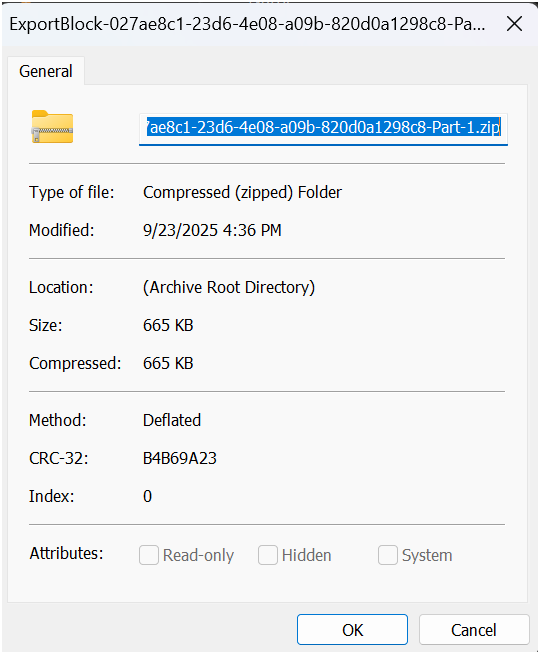 ExportBlock-027ae8c1-23d6-4e08-a09b-820d0a1298c8-Pa...
General
7ae8c1-23d6-4e08-a09b-820d0a1298c8-Part-1.zip
Type of file: Compressed (zipped) Folder
Modified: 9/23/2025 4:36 PM
Location: (Archive Root Directory)
Size: 665 KB
Compressed: 665 KB
Method: Deflated
CRC-32: B4B69A23
Index: 0
Attributes: Read-only Hidden System
OK Cancel